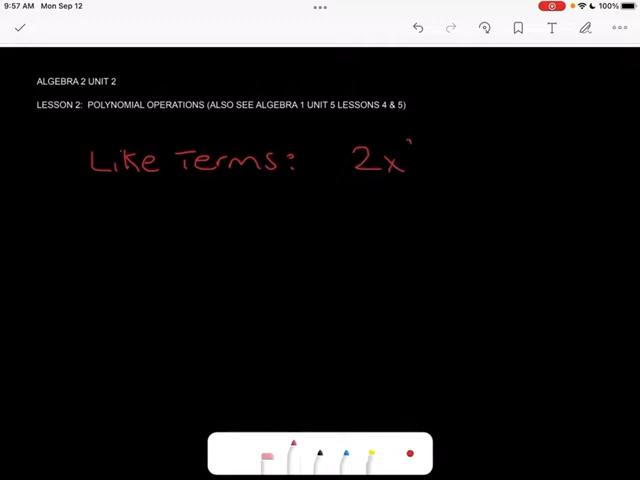 9:57 AM Mon Sep 12
100%
ALGEBRA 2 UNIT 2
LESSON 2: POLYNOMIAL OPERATIONS (ALSO SEE ALGEBRA 1 UNIT 5 LESSONS 4 & 5)
Like Terms: 2x